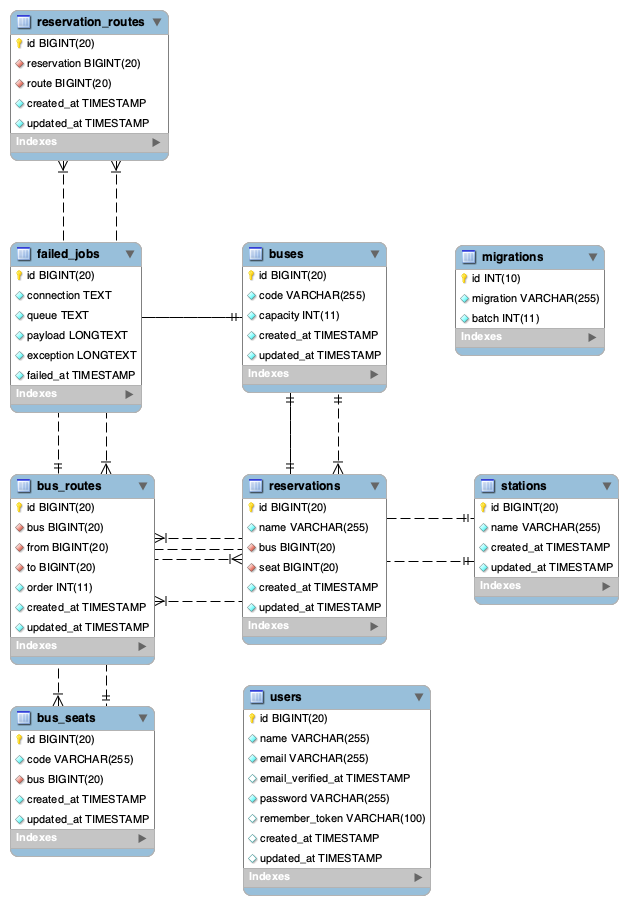 reservation_routes
id BIGINT(20)
reservation BIGINT(20)
route BIGINT(20)
created_at TIMESTAMP
updated_at TIMESTAMP
Indexes
failed_jobs
id BIGINT(20)
connection TEXT
queue TEXT
payload LONGTEXT
exception LONGTEXT
failed_at TIMESTAMP
Indexes
buses
id BIGINT(20)
code VARCHAR(255)
capacity INT(11)
created_at TIMESTAMP
updated_at TIMESTAMP
Indexes
migrations
id INT(10)
migration VARCHAR(255)
batch INT(11)
Indexes
bus_routes
id BIGINT(20)
bus BIGINT(20)
from BIGINT(20)
to BIGINT(20)
order INT(11)
created_at TIMESTAMP
updated_at TIMESTAMP
Indexes
reservations
id BIGINT(20)
name VARCHAR(255)
bus BIGINT(20)
seat BIGINT(20)
created_at TIMESTAMP
updated_at TIMESTAMP
Indexes
stations
id BIGINT(20)
name VARCHAR(255)
created_at TIMESTAMP
updated_at TIMESTAMP
Indexes
bus_seats
id BIGINT(20)
code VARCHAR(255)
bus BIGINT(20)
created_at TIMESTAMP
updated_at TIMESTAMP
Indexes
users
id BIGINT(20)
name VARCHAR(255)
email VARCHAR(255)
email_verified_at TIMESTAMP
password VARCHAR(255)
remember_token VARCHAR(100)
created_at TIMESTAMP
updated_at TIMESTAMP
Indexes